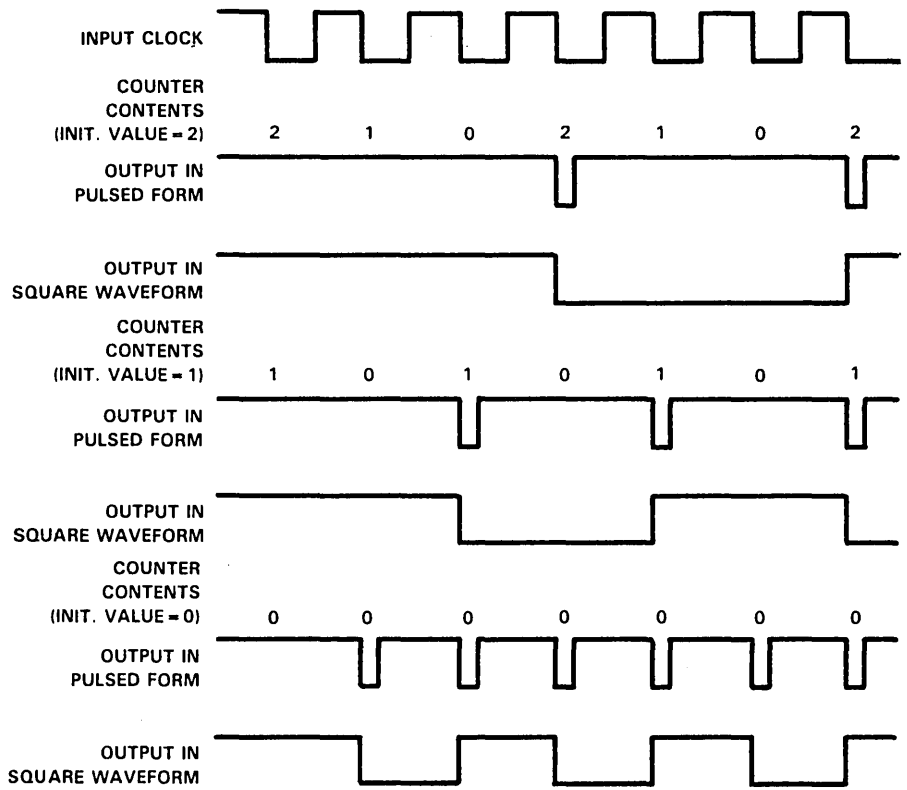 INPUT CLOCK
COUNTER
CONTENTS
(INIT. VALUE = 2) 2 1 0 2 1 0 2
OUTPUT IN
PULSED FORM
OUTPUT IN
SQUARE WAVEFORM
COUNTER
CONTENTS
(INIT. VALUE = 1) 1 0 1 0 1 0 1
OUTPUT IN
PULSED FORM
OUTPUT IN
SQUARE WAVEFORM
COUNTER
CONTENTS
(INIT. VALUE = 0) 0 0 0 0 0 0 0
OUTPUT IN
PULSED FORM
OUTPUT IN
SQUARE WAVEFORM